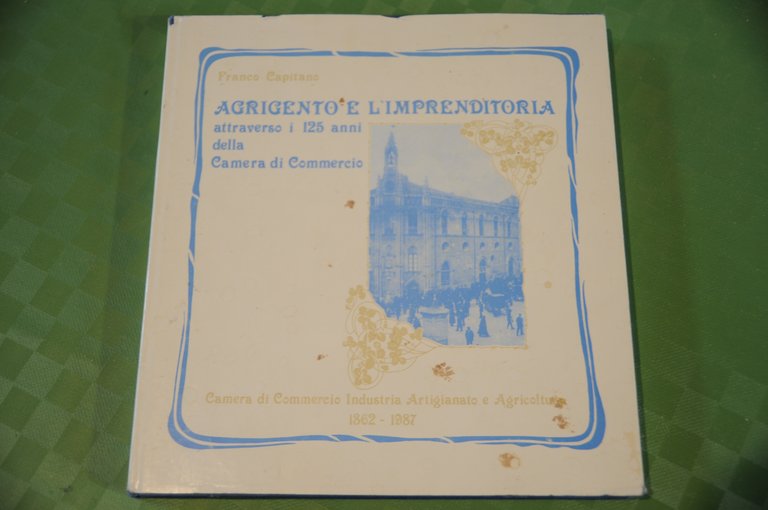 Franco Capitano
AGRIGENTO E L'IMPRENDITORIA
attraverso i 125 anni
della
Camera di Commercio
Camera di Commercio Industria Artigianato e Agricoltura
1862 - 1987